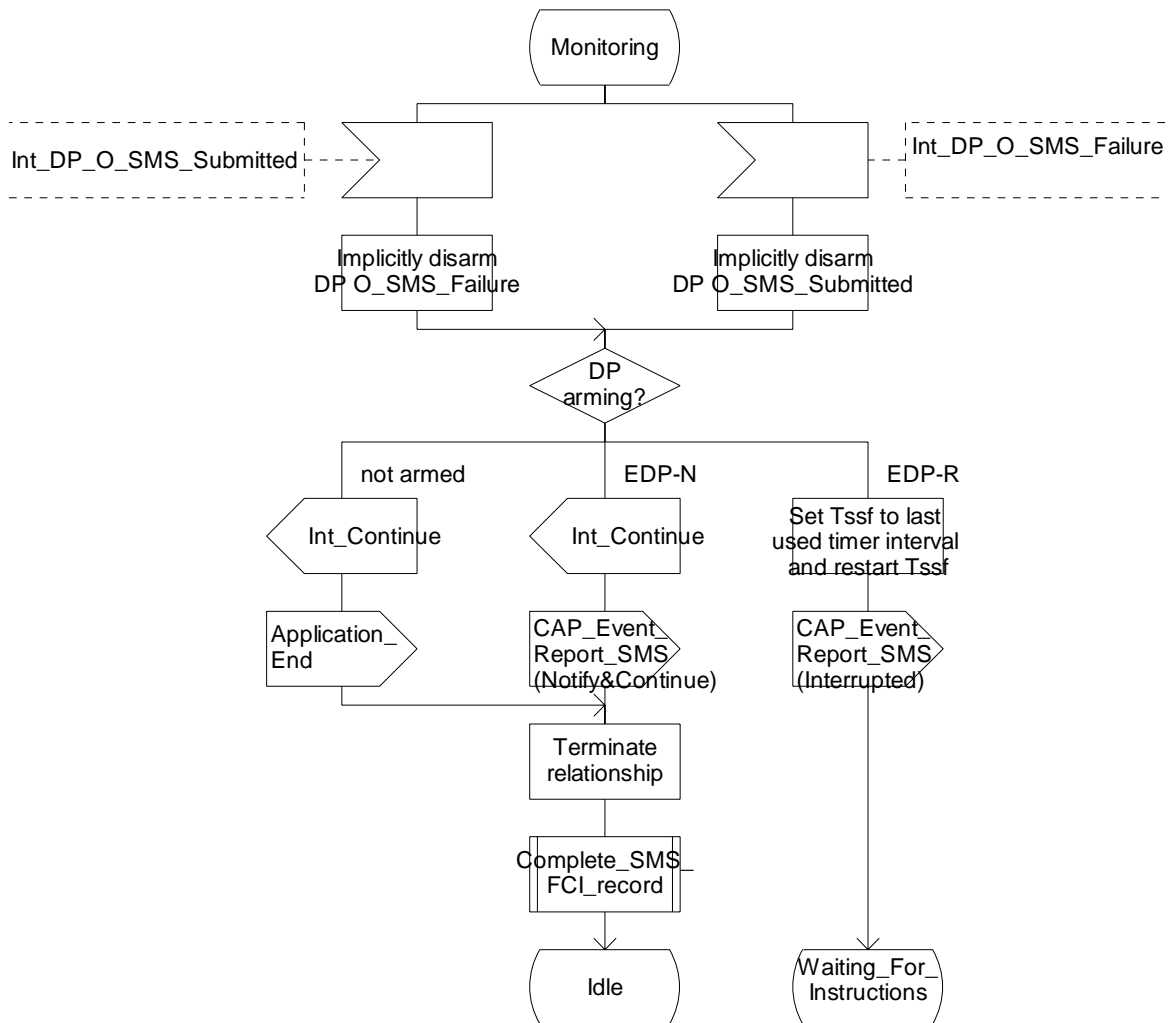 Monitoring
Int_DP_O_SMS_Submitted
Int_DP_O_SMS_Failure
Implicitly disarm
DP O_SMS_Failure
Implicitly disarm
DP O_SMS_Submitted
DP
arming?
not armed
EDP-N
EDP-R
Int_Continue
Int_Continue
Set Tssf to last
used timer interval
and restart Tssf
Application_
End
CAP_Event_
Report_SMS
(Notify&Continue)
CAP_Event_
Report_SMS
(Interrupted)
Terminate
relationship
Complete_SMS_
FCI_record
Idle
Waiting_For_
Instructions